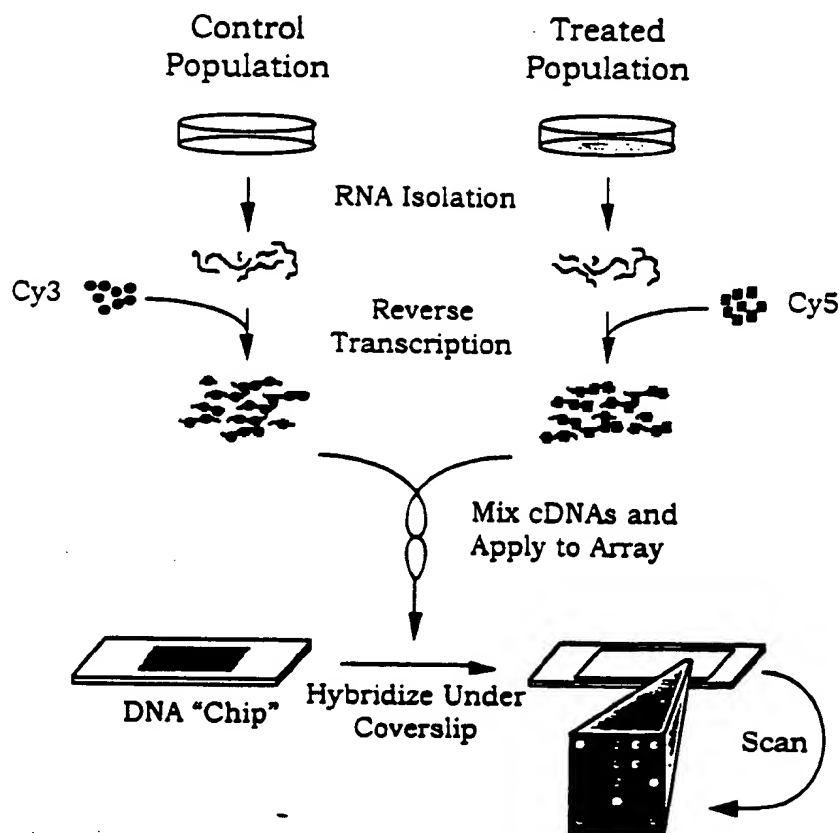 Control
Population
Treated
Population
RNA Isolation
Cy3
Reverse
Transcription
Cy5
Mix cDNAs and
Apply to Array
DNA “Chip”
Hybridize Under
Coverslip
Scan